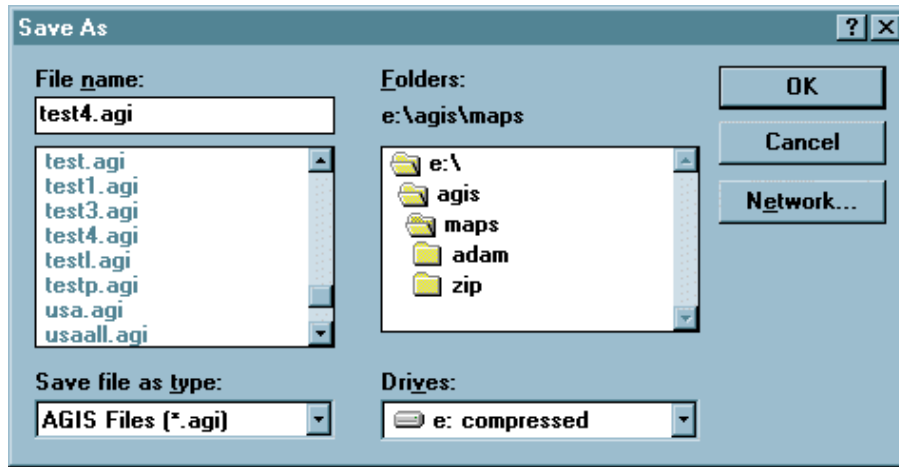 Save As
File name:
test4.agi
test.agi
test1.agi
test3.agi
test4.agi
testl.agi
testp.agi
usa.agi
usaall.agi
Save file as type:
AGIS Files (*.agi)
Folders:
e:\agis\maps
e:\
agis
maps
adam
zip
Drives:
e: compressed
OK
Cancel
Network...